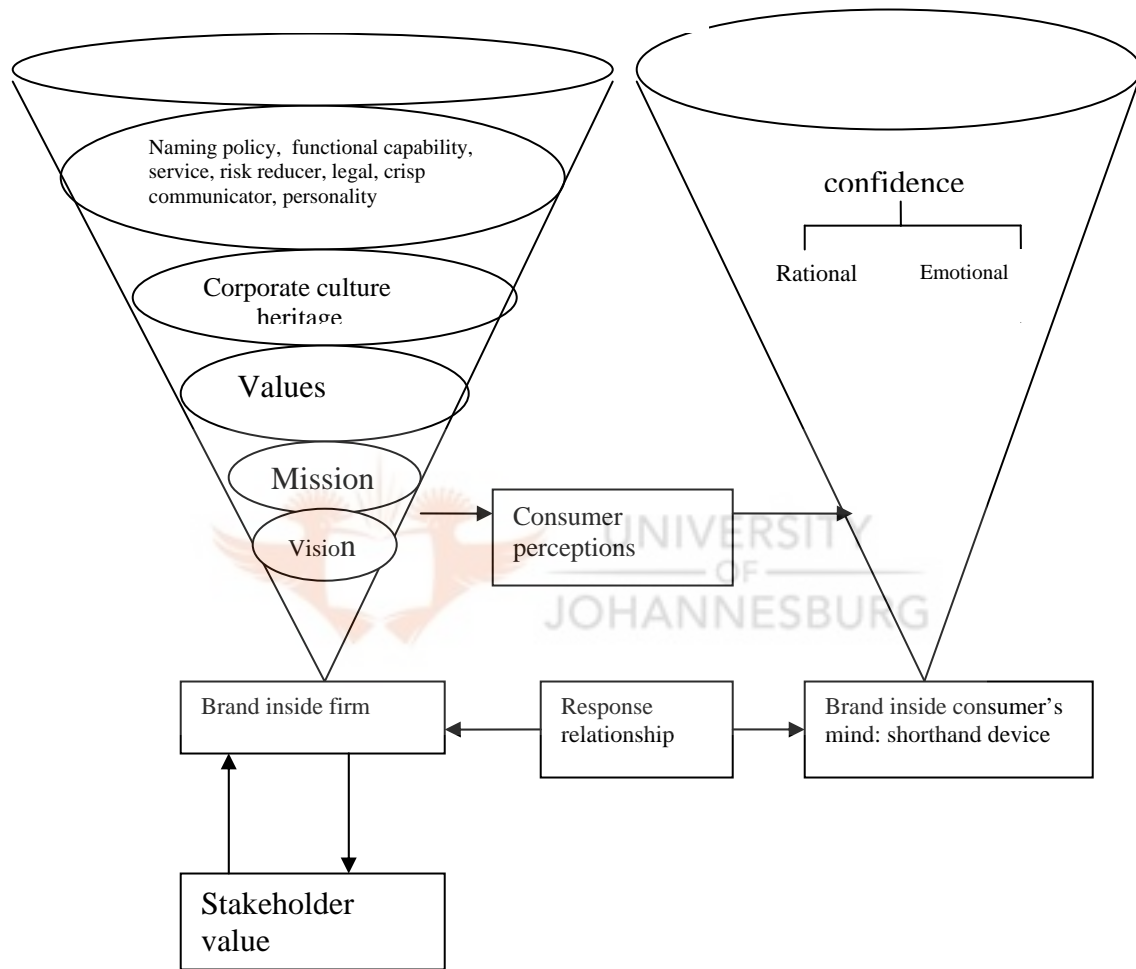 Naming policy, functional capability,
service, risk reducer, legal, crisp
communicator, personality
confidence
Rational
Emotional
Corporate culture
heritage
Values
Mission
Vision
Consumer
perceptions
UNIVERSITY
OF
JOHANNESBURG
Brand inside firm
Response
relationship
Brand inside consumer’s
mind: shorthand device
Stakeholder
value